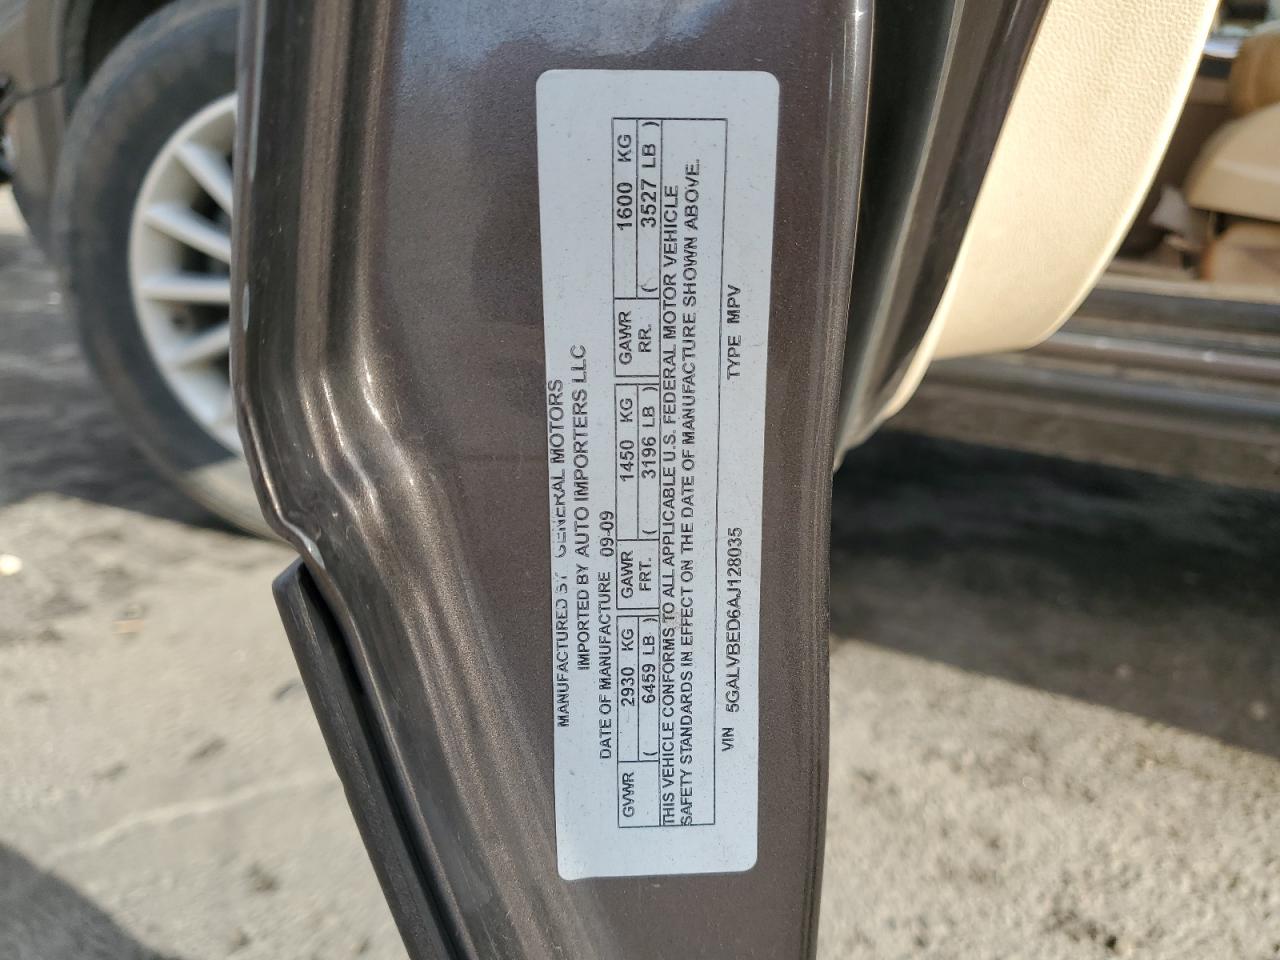 MANUFACTURED BY GENERAL MOTORS
IMPORTED BY AUTO IMPORTERS LLC
DATE OF MANUFACTURE 09-09
GVWR 2930 KG GAWR 1450 KG GAWR 1600 KG
( 6459 LB ) FRT. ( 3196 LB ) RR. ( 3527 LB )
THIS VEHICLE CONFORMS TO ALL APPLICABLE U.S. FEDERAL MOTOR VEHICLE
SAFETY STANDARDS IN EFFECT ON THE DATE OF MANUFACTURE SHOWN ABOVE.
VIN 5GALVBED6AJ128035 TYPE MPV